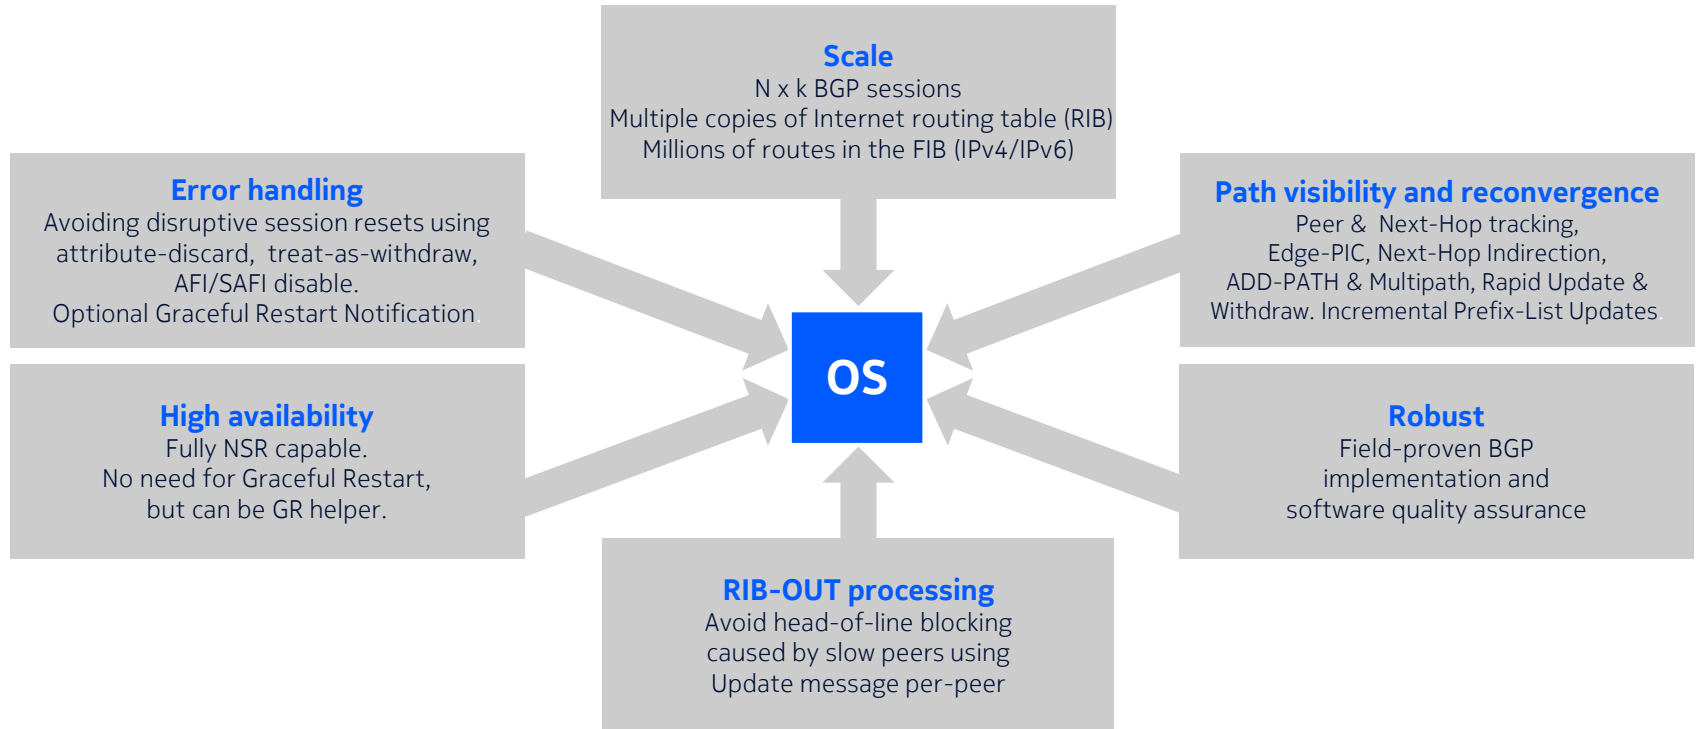 Scale
N x k BGP sessions
Multiple copies of Internet routing table (RIB)
Millions of routes in the FIB (IPv4/IPv6)
Error handling
Avoiding disruptive session resets using
attribute-discard, treat-as-withdraw,
AFI/SAFI disable.
Optional Graceful Restart Notification.
Path visibility and reconvergence
Peer & Next-Hop tracking,
Edge-PIC, Next-Hop Indirection,
ADD-PATH & Multipath, Rapid Update &
Withdraw. Incremental Prefix-List Updates.
OS
High availability
Fully NSR capable.
No need for Graceful Restart,
but can be GR helper.
Robust
Field-proven BGP
implementation and
software quality assurance
RIB-OUT processing
Avoid head-of-line blocking
caused by slow peers using
Update message per-peer